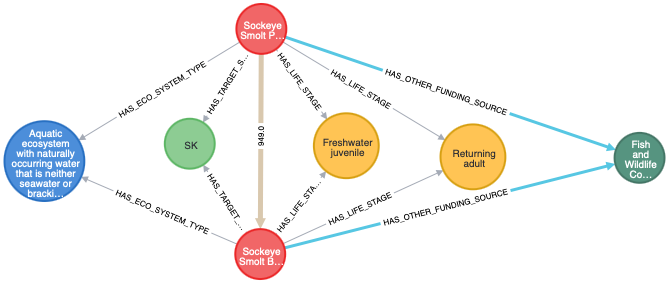 Sockeye
Smolt P...
HAS_ECO_SYSTEM_TYPE
HAS_TARGET_S...
949.0
HAS_LIFE_STAGE
HAS_LIFE_STAGE
HAS_OTHER_FUNDING_SOURCE
Aquatic
ecosystem
with naturally
occurring water
that is neither
seawater or
bracki...
SK
Freshwater
juvenile
Returning
adult
Fish
and
Wildlife
Co...
HAS_ECO_SYSTEM_TYPE
HAS_TARGET_...
HAS_LIFE_STA...
HAS_LIFE_STAGE
HAS_OTHER_FUNDING_SOURCE
Sockeye
Smolt B...